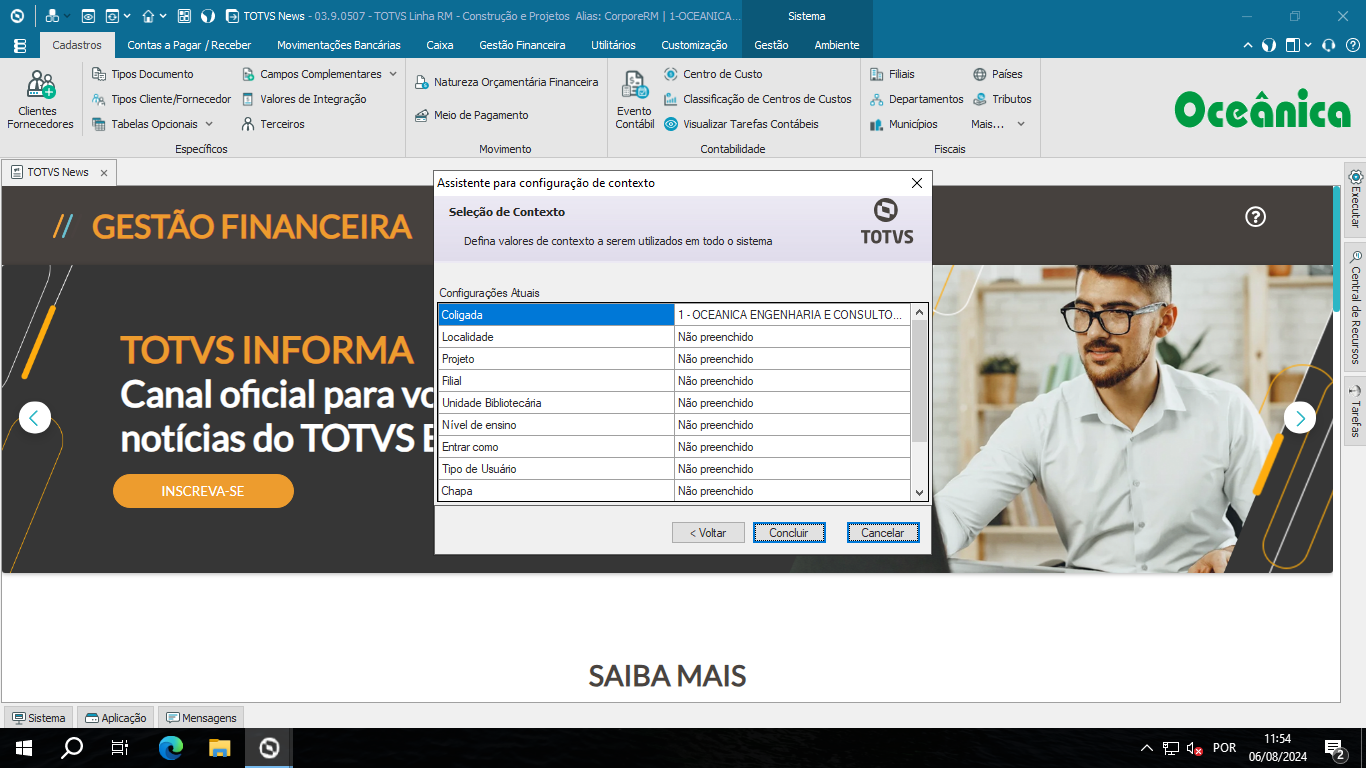 TOTVS News - 03.9.0507 - TOTVS Linha RM - Construção e Projetos Alias: CorporeRM | 1-OCEANICA...
Sistema
Cadastros
Contas a Pagar / Receber
Movimentações Bancárias
Caixa
Gestão Financeira
Utilitários
Customização
Gestão
Ambiente
Clientes
Fornecedores
Tipos Documento
Tipos Cliente/Fornecedor
Tabelas Opcionais
Campos Complementares
Valores de Integração
Terceiros
Específicos
Natureza Orçamentária Financeira
Meio de Pagamento
Movimento
Evento
Contábil
Centro de Custo
Classificação de Centros de Custos
Visualizar Tarefas Contábeis
Contabilidade
Filiais
Departamentos
Municípios
Países
Tributos
Mais...
Fiscais
Oceânica
TOTVS News
// GESTÃO FINANCEIRA
TOTVS INFORMA
Canal oficial para vo
notícias do TOTVS E
INSCREVA-SE
Assistente para configuração de contexto
Seleção de Contexto
Defina valores de contexto a serem utilizados em todo o sistema
TOTVS
Configurações Atuais
Coligada 1 - OCEANICA ENGENHARIA E CONSULTO...
Localidade Não preenchido
Projeto Não preenchido
Filial Não preenchido
Unidade Bibliotecária Não preenchido
Nível de ensino Não preenchido
Entrar como Não preenchido
Tipo de Usuário Não preenchido
Chapa Não preenchido
< Voltar
Concluir
Cancelar
Executar
Central de Recursos
Tarefas
SAIBA MAIS
Sistema
Aplicação
Mensagens
POR
11:54
06/08/2024
2